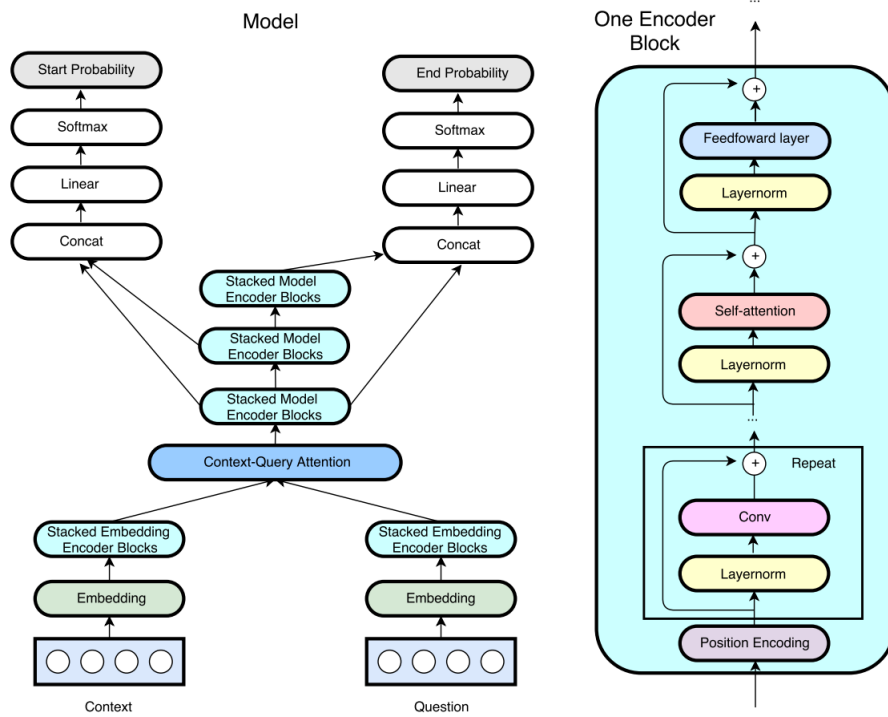 Model
Start Probability
Softmax
Linear
Concat
End Probability
Softmax
Linear
Concat
Stacked Model
Encoder Blocks
Stacked Model
Encoder Blocks
Stacked Model
Encoder Blocks
Context-Query Attention
Stacked Embedding
Encoder Blocks
Stacked Embedding
Encoder Blocks
Embedding
Embedding
Context
Question
One Encoder
Block
...
+
Feedfoward layer
Layernorm
+
Self-attention
Layernorm
...
+
Repeat
Conv
Layernorm
Position Encoding